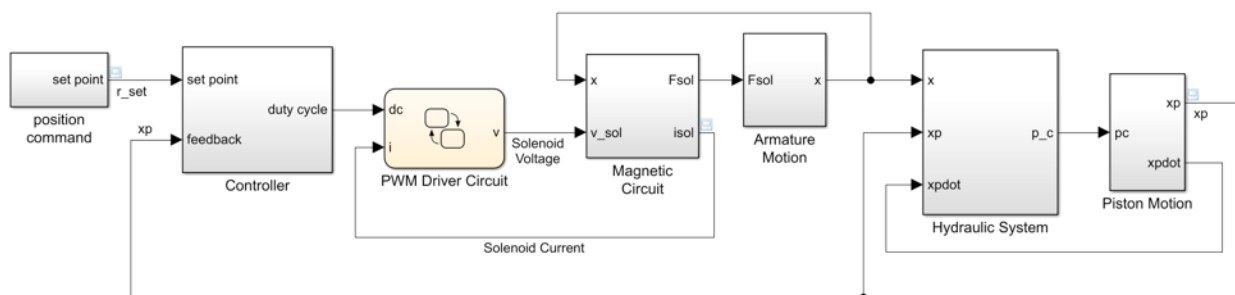 set point
r_set
position
command
xp
set point
feedback
duty cycle
Controller
dc
i
v
PWM Driver Circuit
Solenoid
Voltage
x
v_sol
Fsol
isol
Magnetic
Circuit
Solenoid Current
Fsol
x
Armature
Motion
x
xp
xpdot
p_c
Hydraulic System
pc
xp
xpdot
Piston Motion
xp